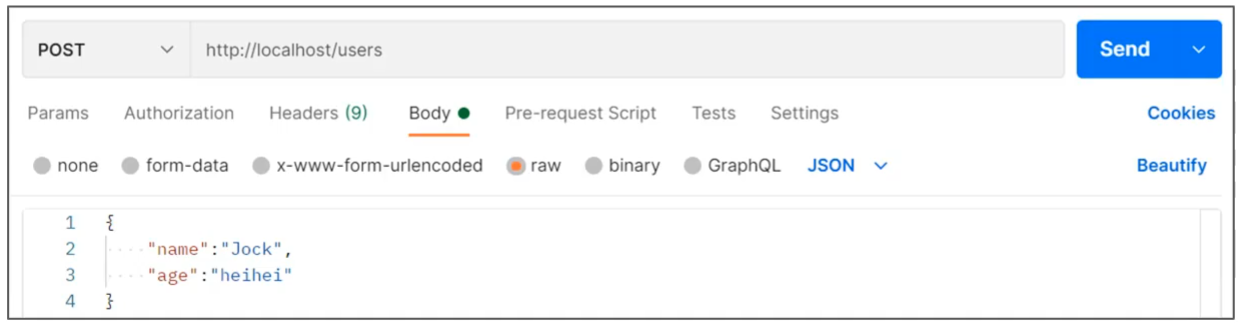 POST http://localhost/users Send
Params Authorization Headers (9) Body Pre-request Script Tests Settings Cookies
none form-data x-www-form-urlencoded raw binary GraphQL JSON Beautify
1 {
2 "name":"Jock",
3 "age":"heihei"
4 }